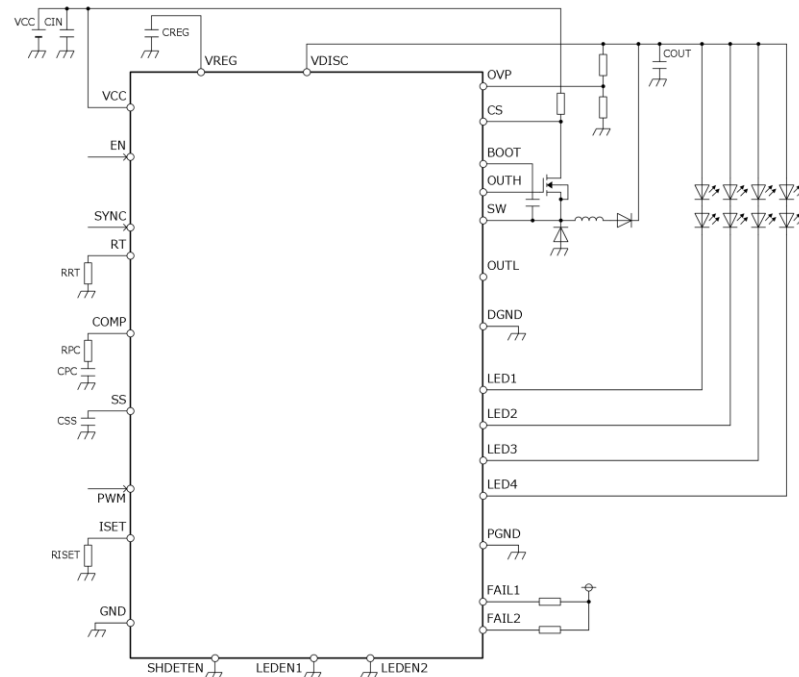 VCC CIN
CREG
VREG
VDISC
COUT
OVP
VCC
CS
EN
BOOT
OUTH
SYNC
SW
RT
RRT
OUTL
COMP
DGND
RPC
CPC
LED1
SS
CSS
LED2
LED3
PWM
LED4
ISET
RISET
PGND
FAIL1
GND
FAIL2
SHDETEN
LEDEN1
LEDEN2